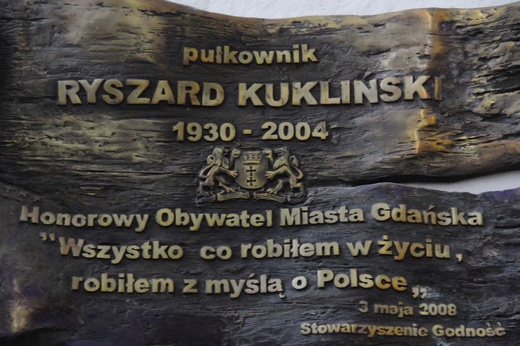 pułkownik
RYSZARD KUKLINSKI
1930 - 2004
Honorowy Obywatel Miasta Gdańska
"Wszystko co robiłem w życiu,
robiłem z myślą o Polsce„
3 maja 2008
Stowarzyszenie Godność